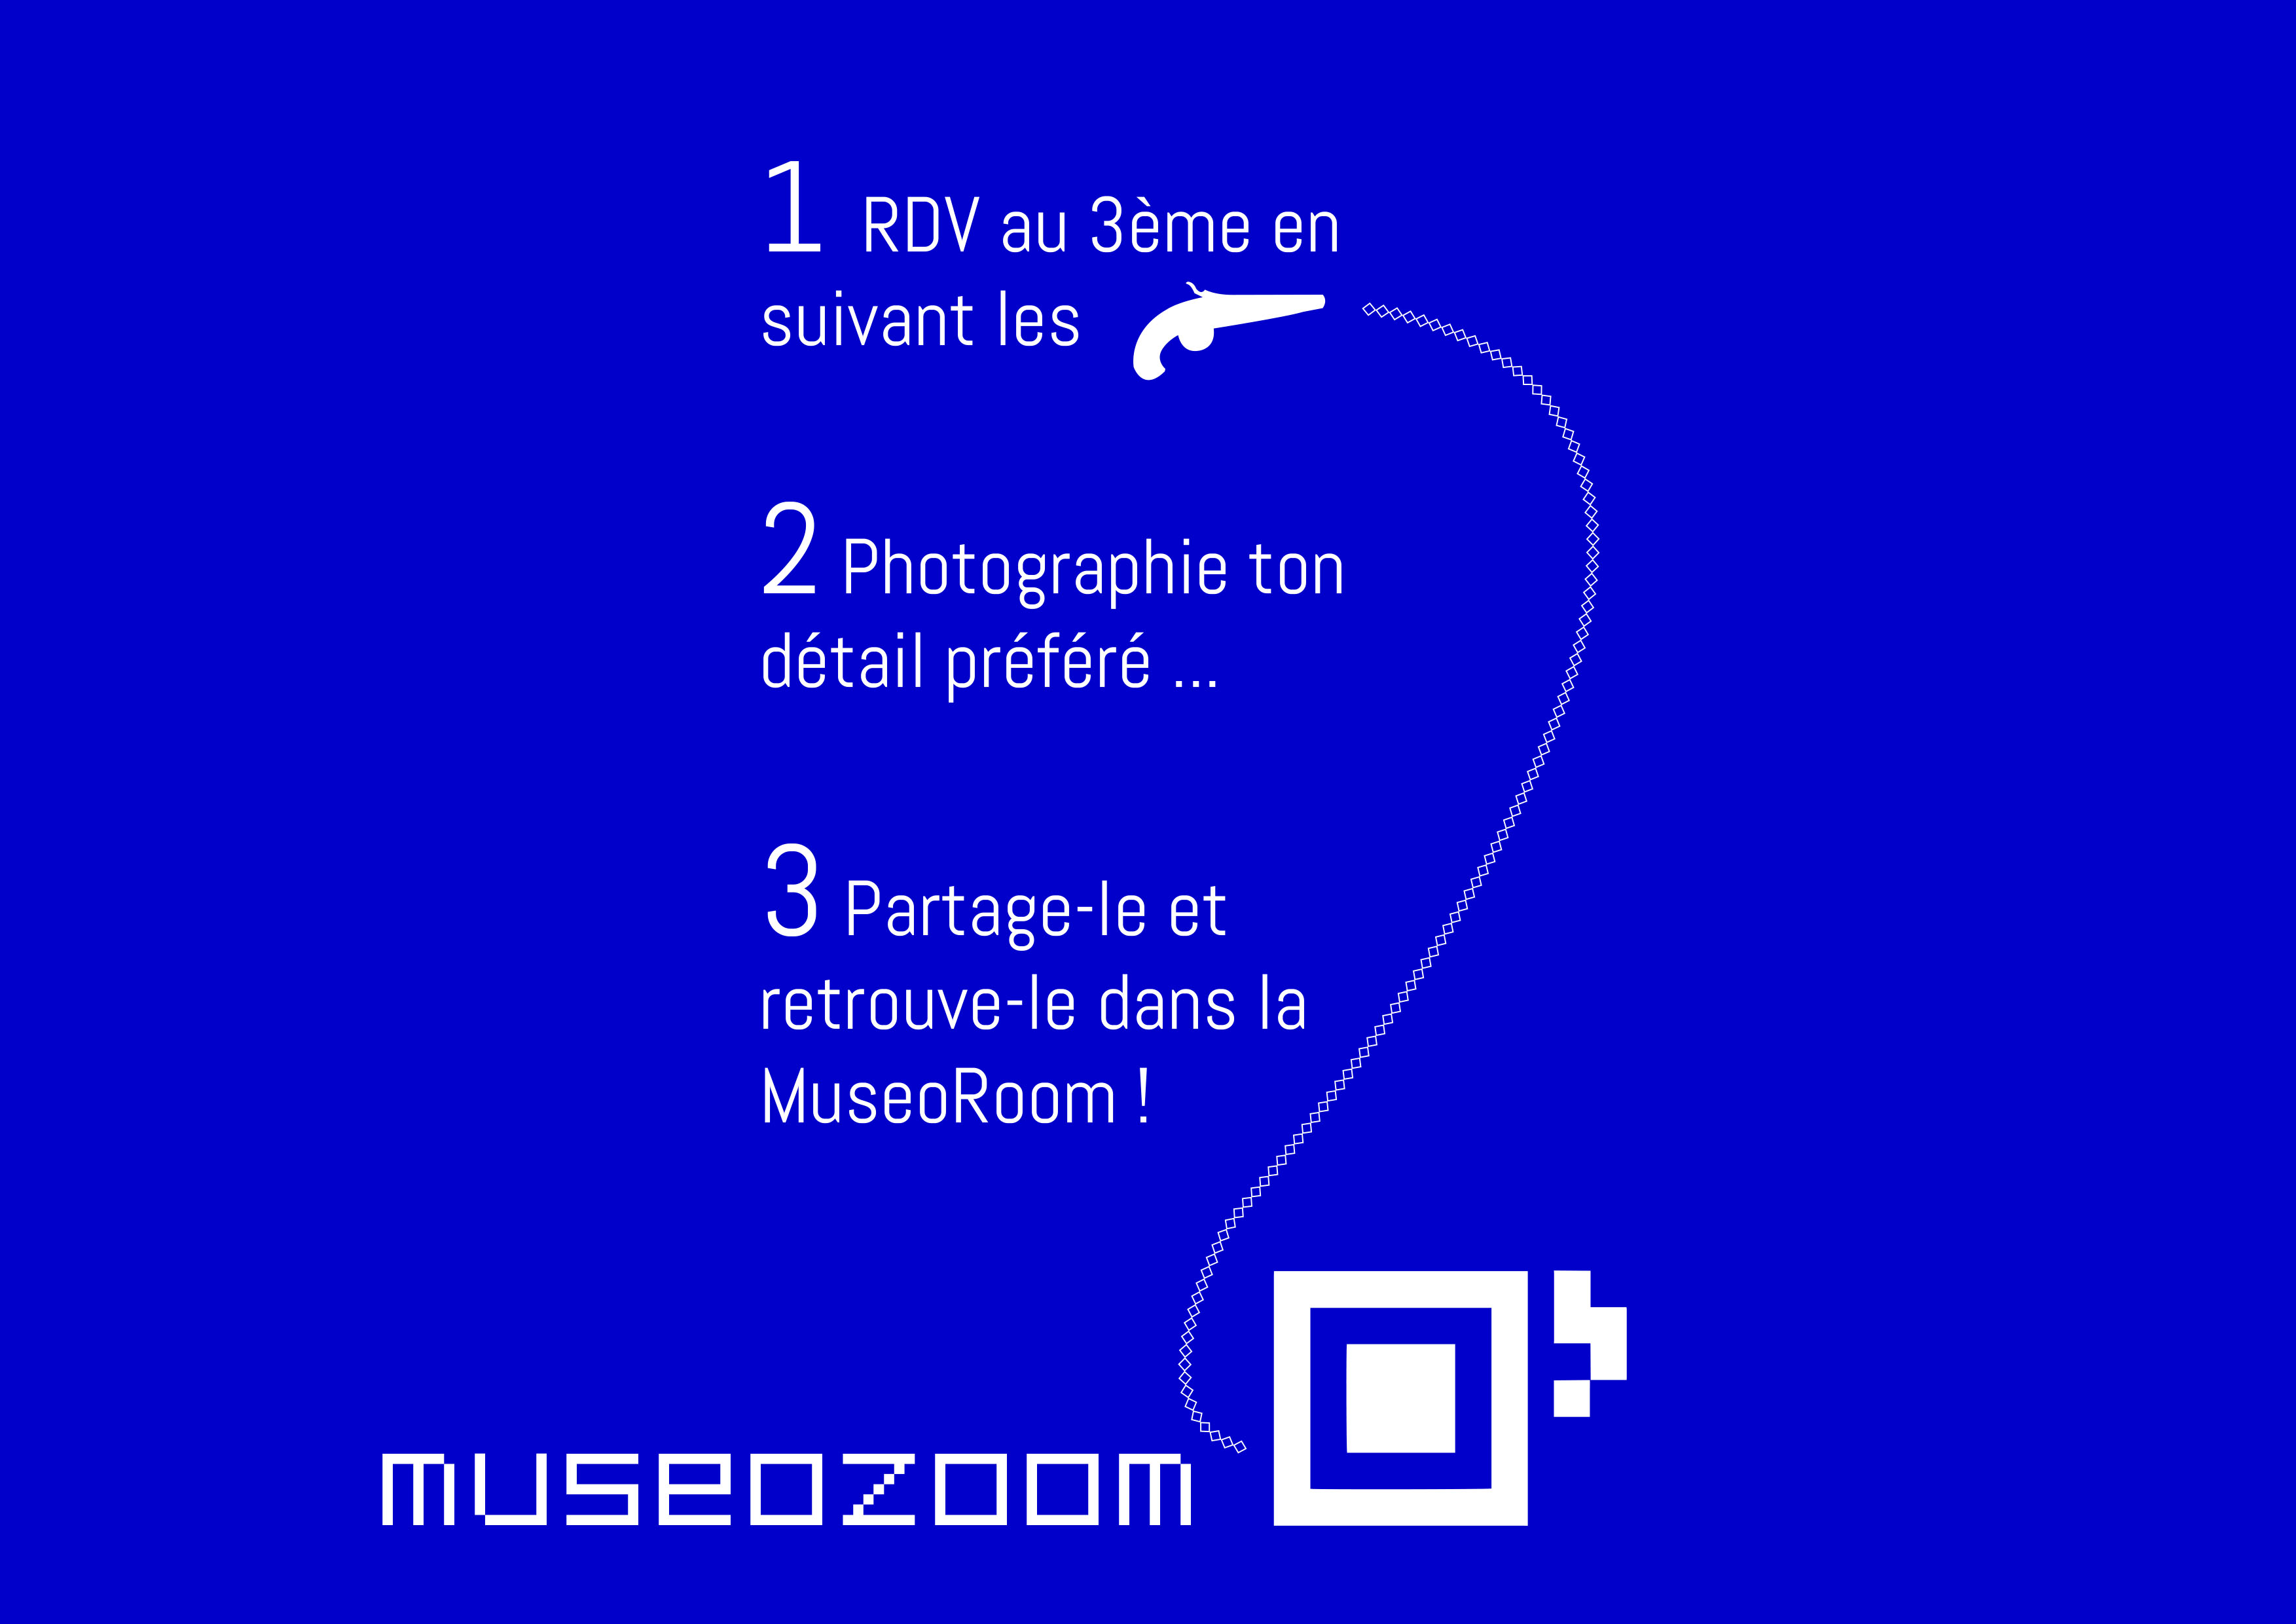 1 RDV au 3ème en
suivant les
2 Photographie ton
détail préféré ...
3 Partage-le et
retrouve-le dans la
MuseoRoom !
museozoom